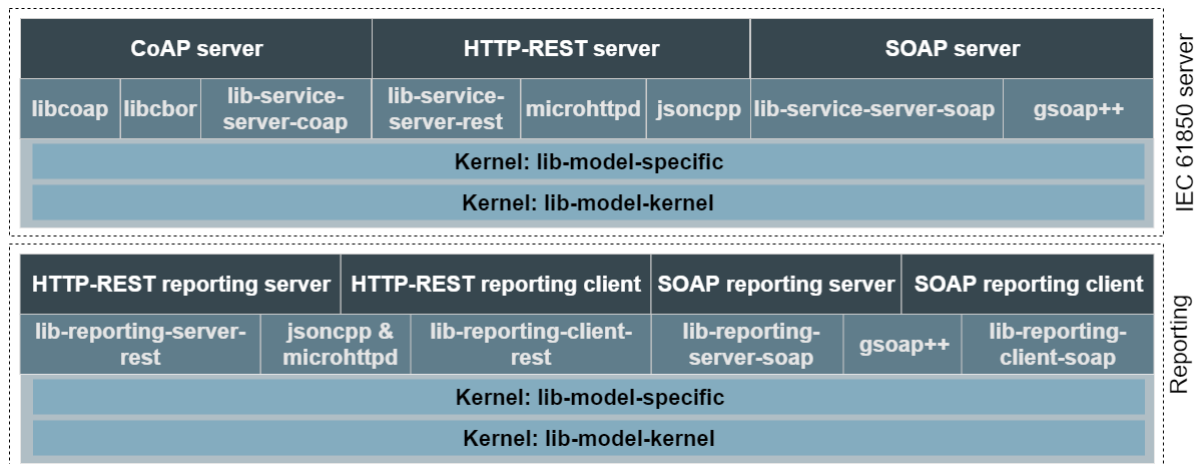 CoAP server
HTTP-REST server
SOAP server
libcoap
libcbor
lib-service-
server-coap
lib-service-
server-rest
microhttpd
jsoncpp
lib-service-server-soap
gsoap++
Kernel: lib-model-specific
Kernel: lib-model-kernel
IEC 61850 server
HTTP-REST reporting server
HTTP-REST reporting client
SOAP reporting server
SOAP reporting client
lib-reporting-server-
rest
jsoncpp &
microhttpd
lib-reporting-client-
rest
lib-reporting-
server-soap
gsoap++
lib-reporting-
client-soap
Kernel: lib-model-specific
Kernel: lib-model-kernel
Reporting